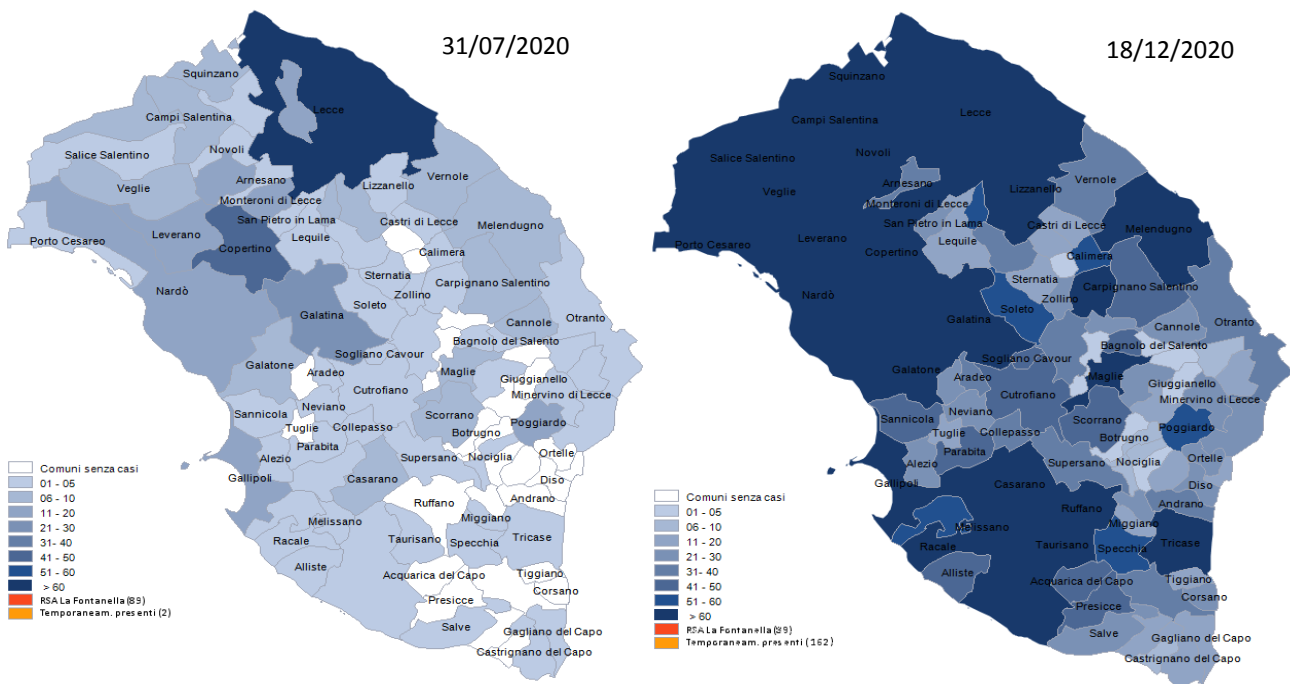 31/07/2020
Squinzano
Lecce
Campi Salentina
Novoli
Salice Salentino
Arnesano
Vernole
Lizzanello
Veglie
Monteroni di Lecce
San Pietro in Lama
Castri di Lecce
Melendugno
Leverano
Lequile
Porto Cesareo
Copertino
Calimera
Sternatia
Carpignano Salentino
Nardò
Zollino
Soleto
Galatina
Otranto
Cannole
Bagnolo del Salento
Sogliano Cavour
Galatone
Aradeo
Maglie
Giuggianello
Cutrofiano
Minervino di Lecce
Neviano
Sannicola
Scorrano
Poggiardo
Tuglie
Collepasso
Botrugno
Parabita
Ortelle
Alezio
Supersano
Nociglia
Gallipoli
Casarano
Diso
Andrano
Ruffano
Melissano
Miggiano
Racale
Taurisano
Specchia
Tricase
Alliste
Acquarica del Capo
Tiggiano
Corsano
Presicce
Salve
Gagliano del Capo
Castrignano del Capo
Comuni senza casi
01 - 05
06 - 10
11 - 20
21 - 30
31 - 40
41 - 50
51 - 60
> 60
RSA La Fontanella (89)
Temporaneam. presenti (2)
18/12/2020
Squinzano
Lecce
Campi Salentina
Novoli
Salice Salentino
Arnesano
Vernole
Lizzanello
Veglie
Monteroni di Lecce
San Pietro in Lama
Castri di Lecce
Melendugno
Leverano
Lequile
Porto Cesareo
Copertino
Calimera
Sternatia
Carpignano Salentino
Nardò
Zollino
Soleto
Galatina
Otranto
Cannole
Bagnolo del Salento
Sogliano Cavour
Galatone
Aradeo
Maglie
Giuggianello
Cutrofiano
Minervino di Lecce
Neviano
Sannicola
Scorrano
Poggiardo
Tuglie
Collepasso
Botrugno
Parabita
Ortelle
Alezio
Supersano
Nociglia
Gallipoli
Casarano
Diso
Andrano
Ruffano
Melissano
Miggiano
Racale
Taurisano
Specchia
Tricase
Alliste
Acquarica del Capo
Tiggiano
Corsano
Presicce
Salve
Gagliano del Capo
Castrignano del Capo
Comuni senza casi
01 - 05
06 - 10
11 - 20
21 - 30
31- 40
41 - 50
51 - 60
> 60
RSA La Fontanella (89)
Temporaneam. presenti (162)